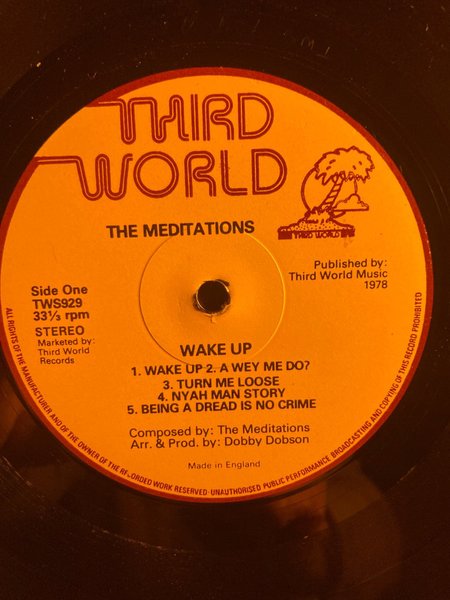 THIRD
WORLD
THIRD WORLD
THE MEDITATIONS
Published by:
Third World Music
1978
Side One
TWS929
33⅓ rpm
STEREO
Marketed by:
Third World
Records
WAKE UP
1. WAKE UP 2. A WEY ME DO?
3. TURN ME LOOSE
4. NYAH MAN STORY
5. BEING A DREAD IS NO CRIME
Composed by: The Meditations
Arr. & Prod. by: Dobby Dobson
Made in England
ALL RIGHTS OF THE MANUFACTURER AND OF THE OWNER OF THE RECORDED WORK RESERVED UNAUTHORISED PUBLIC PERFORMANCE BROADCASTING AND COPYING OF THIS RECORD PROHIBITED